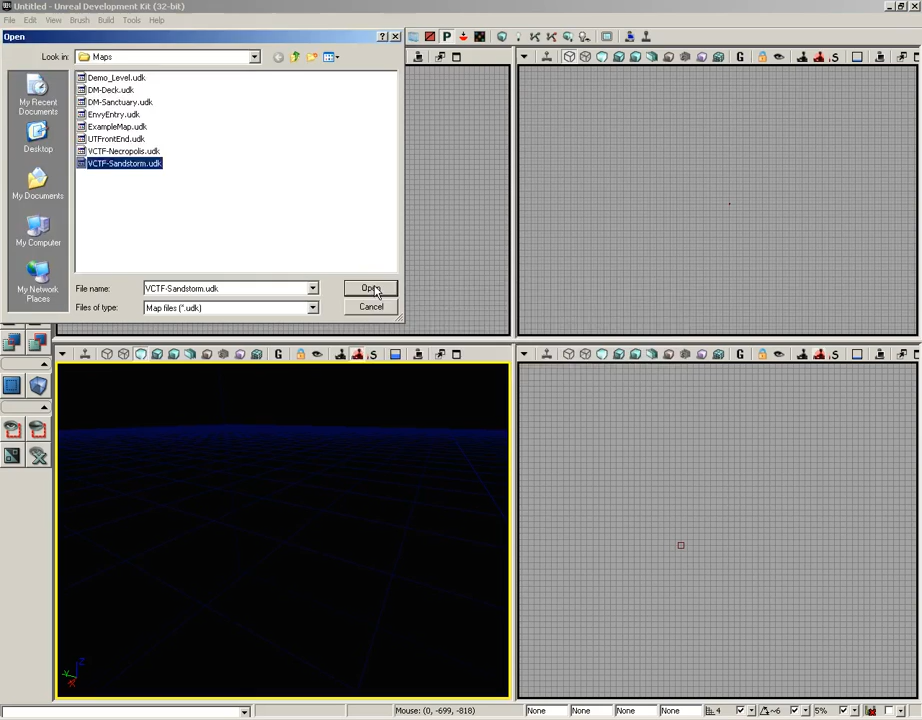 Untitled - Unreal Development Kit (32-bit)
File Edit View Brush Build Tools Help
Open
Look in: Maps
My Recent
Documents
Desktop
My Documents
My Computer
My Network
Places
Demo_Level.udk
DM-Deck.udk
DM-Sanctuary.udk
EnvyEntry.udk
ExampleMap.udk
UTFrontEnd.udk
VCTF-Necropolis.udk
VCTF-Sandstorm.udk
File name: VCTF-Sandstorm.udk Open
Files of type: Map files (*.udk) Cancel
P
G
G S
G S
Z
Y
X
Mouse: (0, -699, -818) None None None None 4 ~6 5%